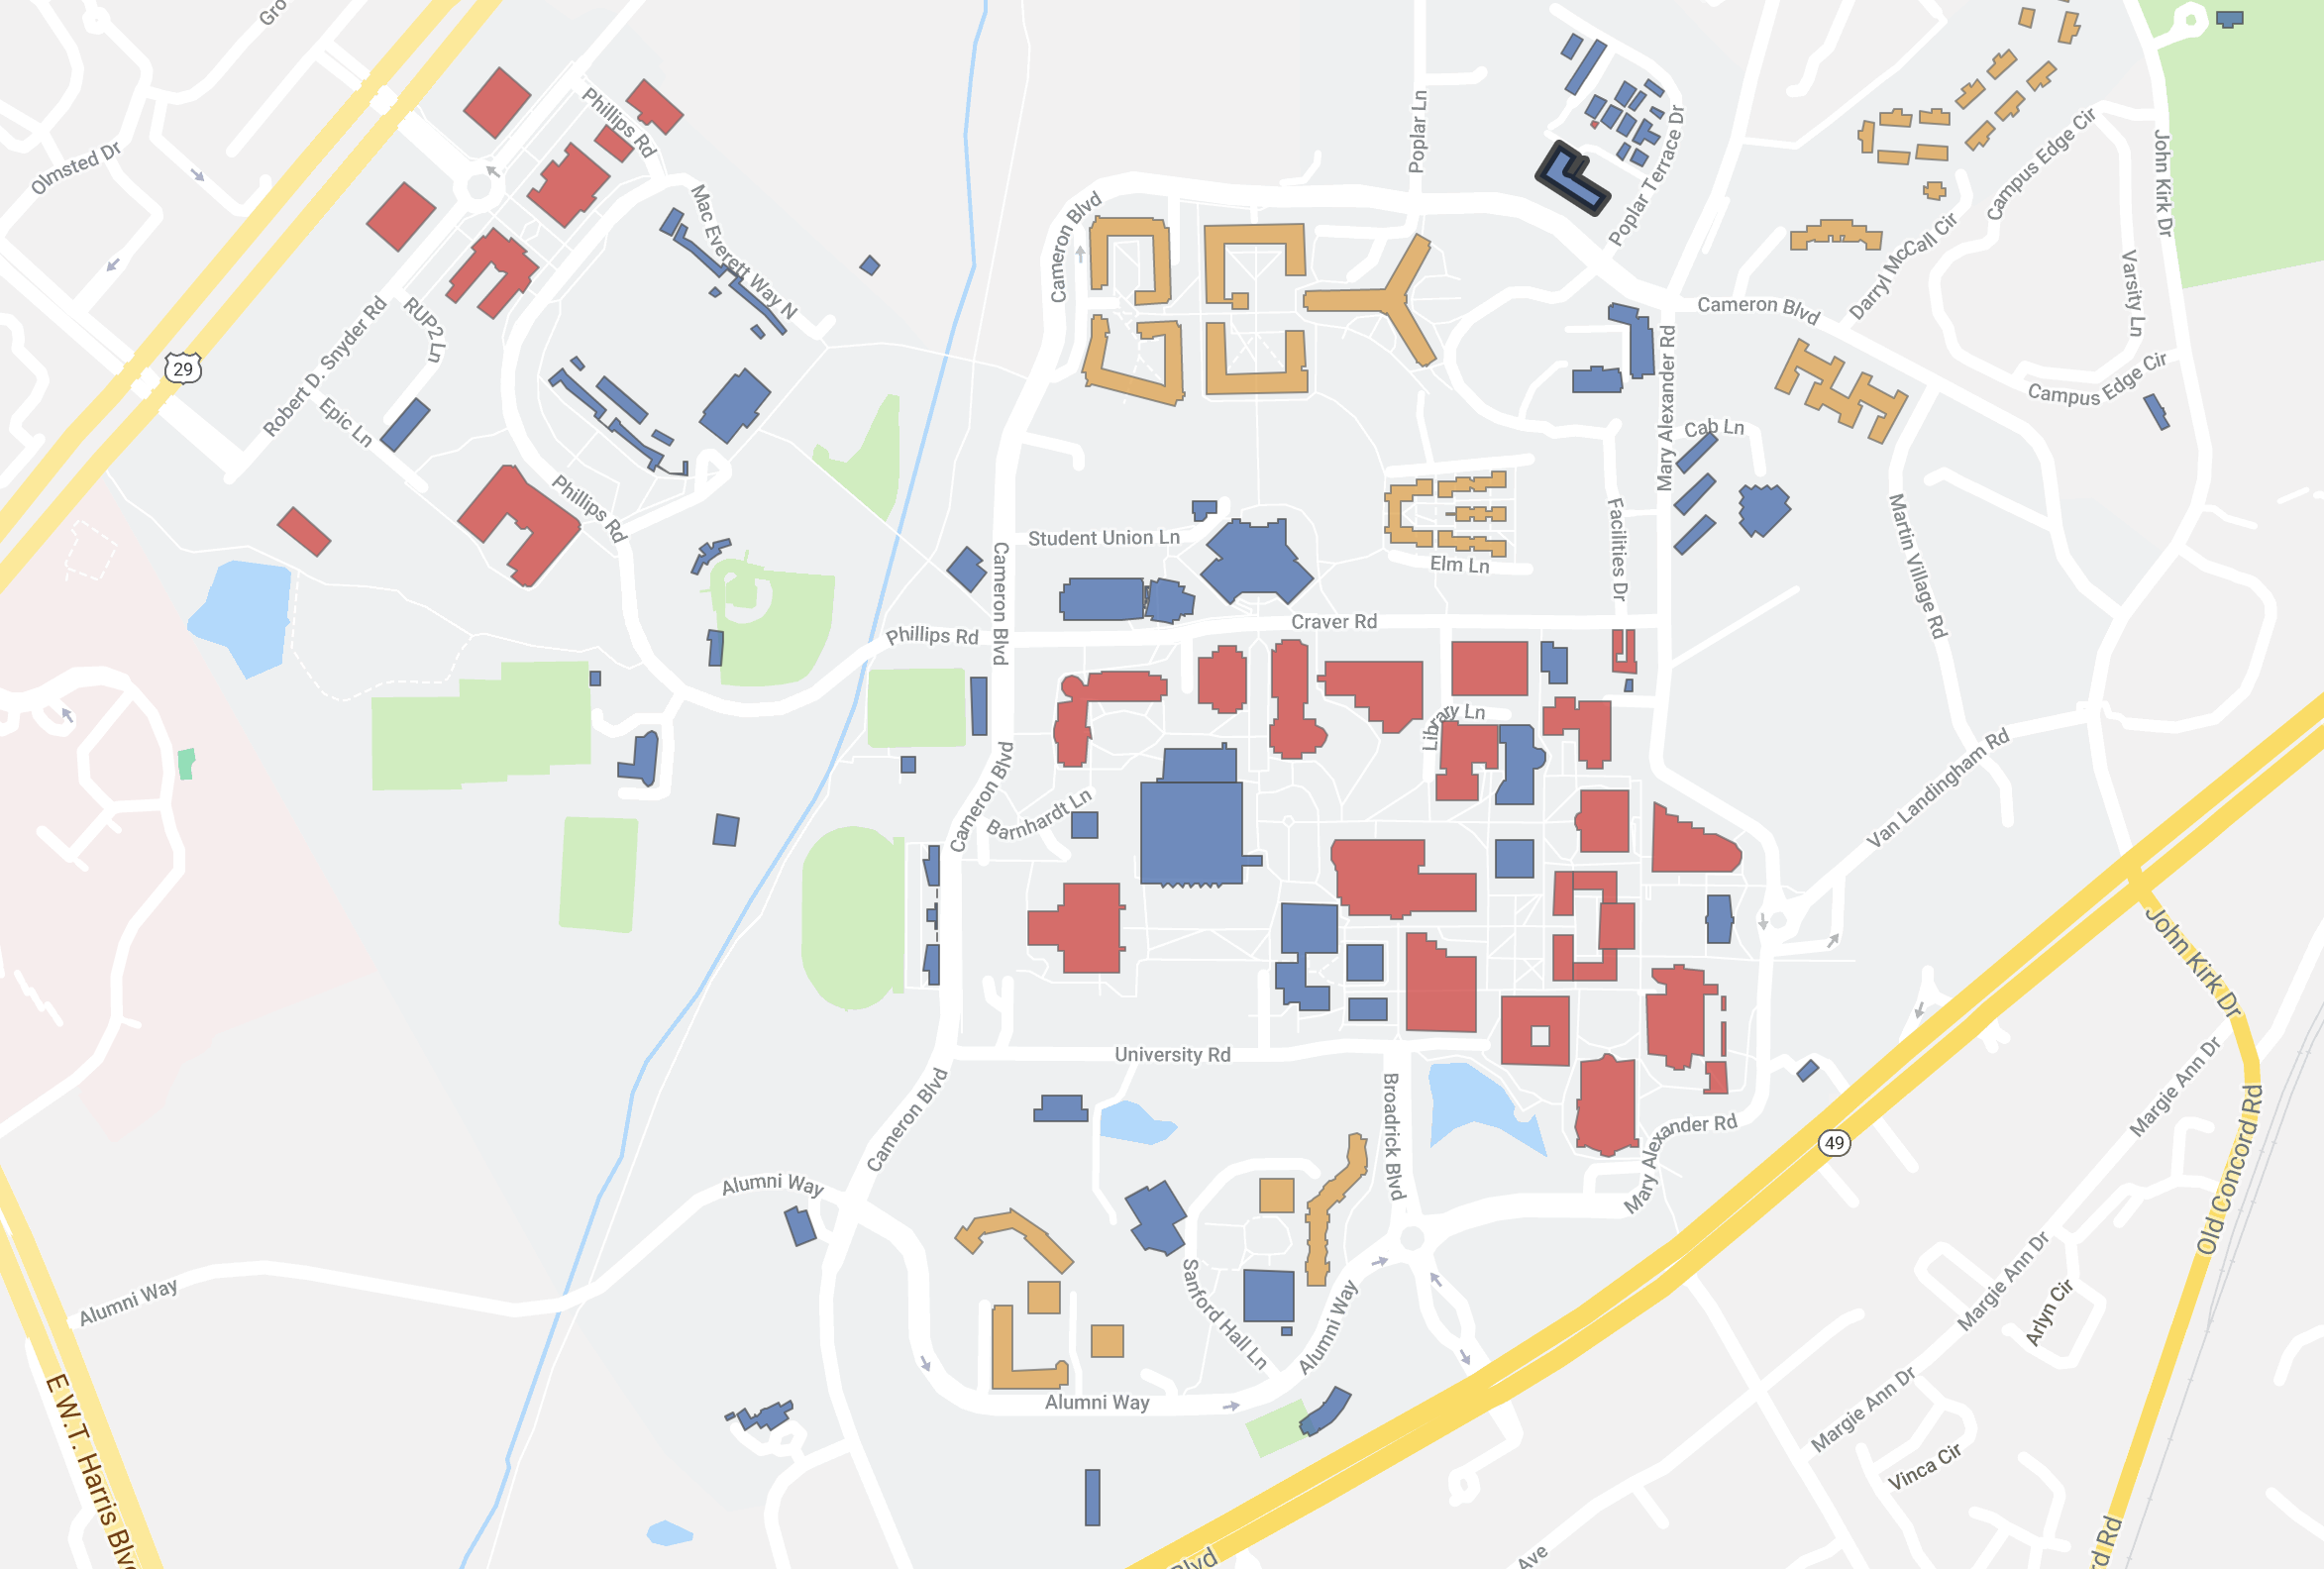 Gro
Phillips Rd
Olmsted Dr
Mac Everett Way N
Poplar Ln
Poplar Terrace Dr
Cameron Blvd
Campus Edge Cir
John Kirk Dr
Darryl McCall Cir
Varsity Ln
Cameron Blvd
RUP2 Ln
Robert D. Snyder Rd
29
Epic Ln
Mary Alexander Rd
Campus Edge Cir
Cab Ln
Phillips Rd
Facilities Dr
Martin Village Rd
Student Union Ln
Elm Ln
Cameron Blvd
Craver Rd
Phillips Rd
Library Ln
Cameron Blvd
Barnhardt Ln
Van Landingham Rd
John Kirk Dr
University Rd
Cameron Blvd
Broadrick Blvd
Margie Ann Dr
Mary Alexander Rd
49
Old Concord Rd
Alumni Way
Alumni Way
Sanford Hall Ln
Alumni Way
Margie Ann Dr
Arlyn Cir
Alumni Way
Margie Ann Dr
Vinca Cir
E W.T. Harris Blvd
Blvd
Ave
rd Rd